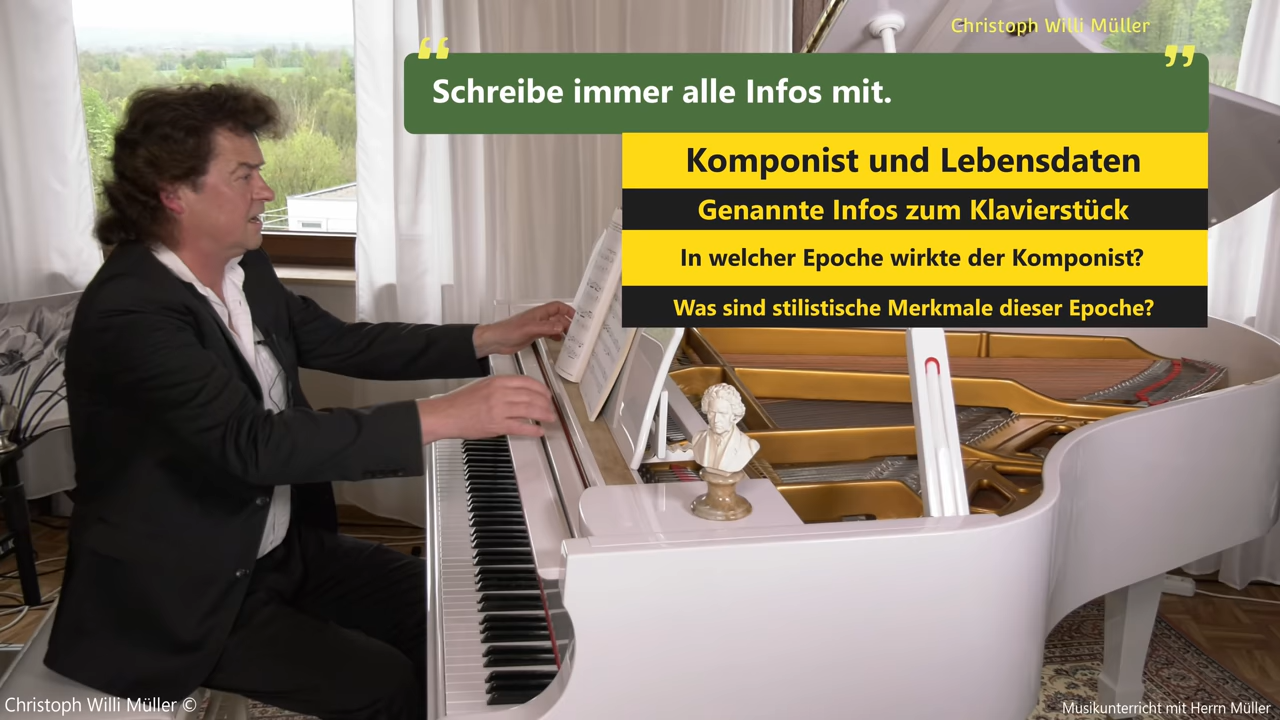 Christoph Willi Müller
“ ”
Schreibe immer alle Infos mit.
Komponist und Lebensdaten
Genannte Infos zum Klavierstück
In welcher Epoche wirkte der Komponist?
Was sind stilistische Merkmale dieser Epoche?
Christoph Willi Müller ©
Musikunterricht mit Herrn Müller